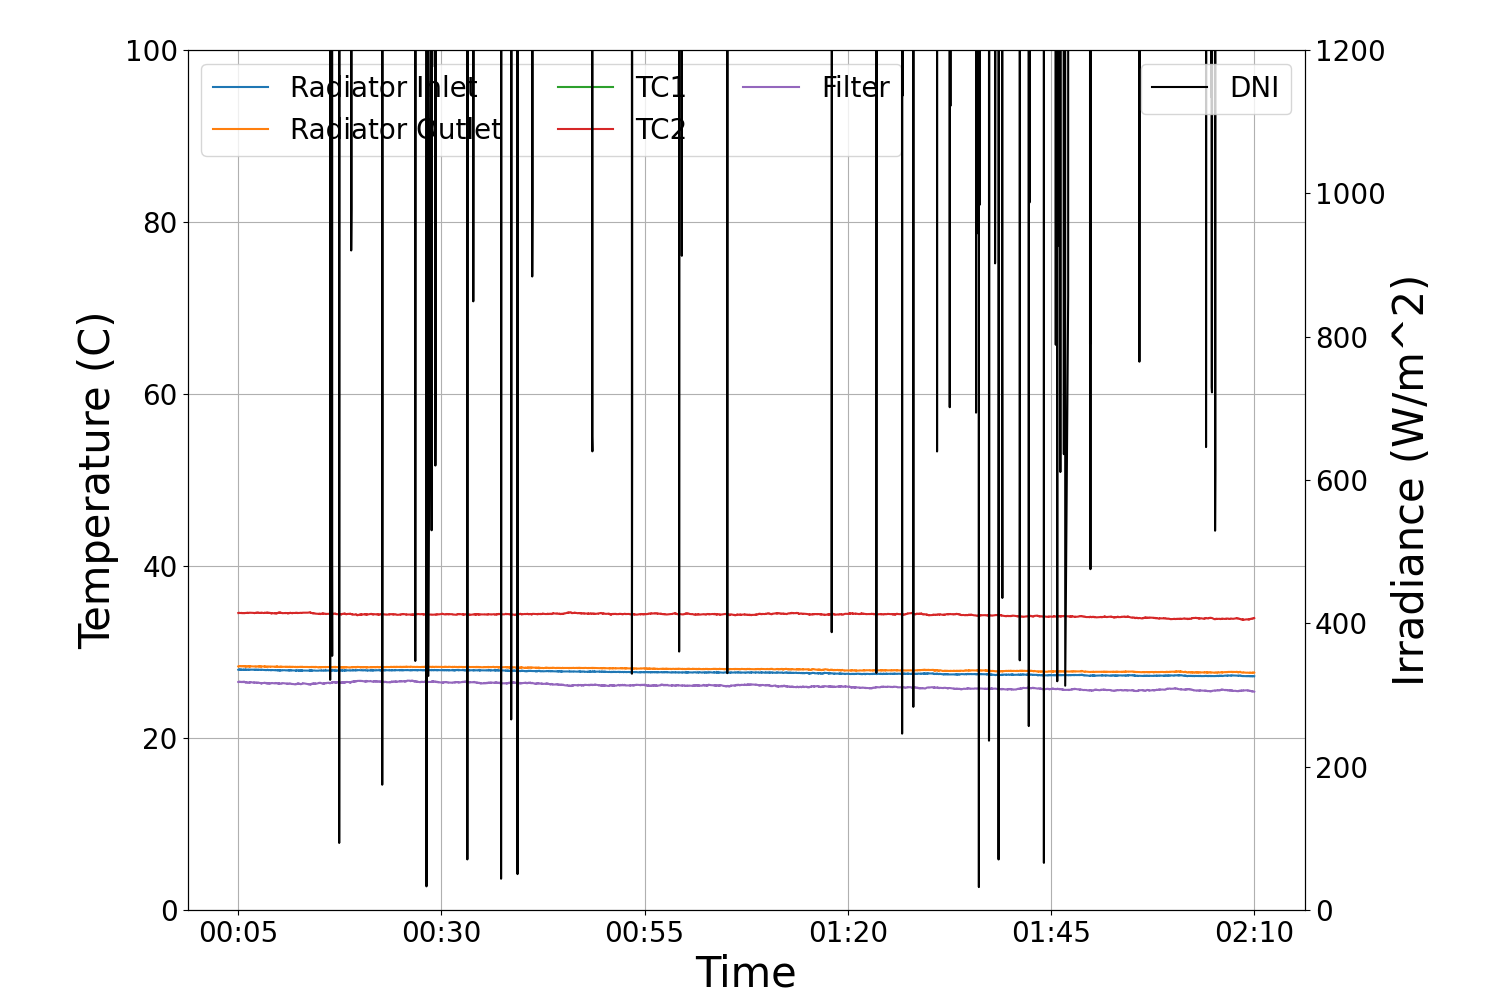 100
80
60
40
20
0
Temperature (C)
Radiator Inlet
Radiator Outlet
TC1
TC2
Filter
DNI
1200
1000
800
600
400
200
0
Irradiance (W/m^2)
00:05 00:30 00:55 01:20 01:45 02:10
Time